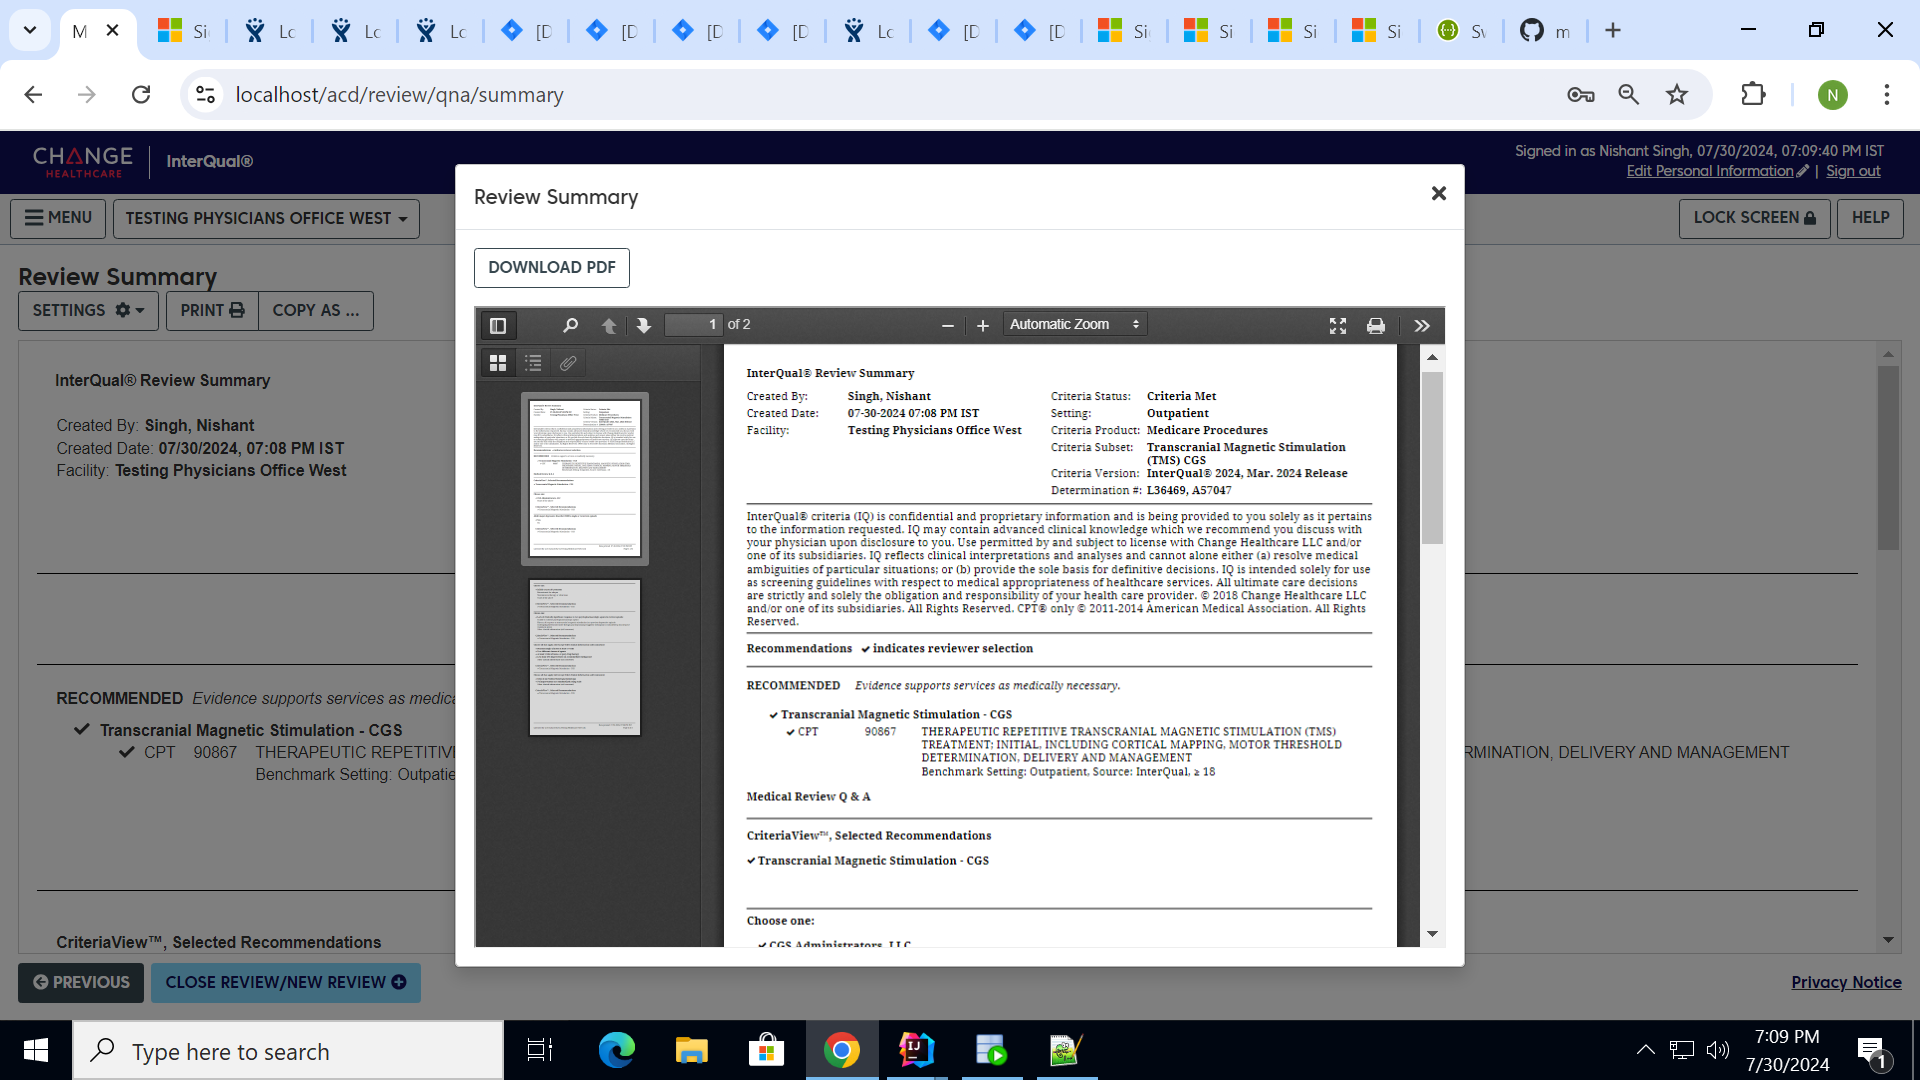 M
Si
Lo
Lo
Lo
[D
[D
[D
[D
Lo
[D
[D
Si
Si
Si
Si
Sv
m
localhost/acd/review/qna/summary
N
CHANGE
HEALTHCARE
InterQual®
Signed in as Nishant Singh, 07/30/2024, 07:09:40 PM IST
Edit Personal Information | Sign out
MENU
TESTING PHYSICIANS OFFICE WEST
LOCK SCREEN
HELP
Review Summary
SETTINGS
PRINT
COPY AS ...
InterQual® Review Summary
Created By: Singh, Nishant
Created Date: 07/30/2024, 07:08 PM IST
Facility: Testing Physicians Office West
RECOMMENDED Evidence supports services as medica
Transcranial Magnetic Stimulation - CGS
CPT 90867 THERAPEUTIC REPETITIVE
RMINATION, DELIVERY AND MANAGEMENT
Benchmark Setting: Outpatie
CriteriaView™, Selected Recommendations
PREVIOUS
CLOSE REVIEW/NEW REVIEW
Privacy Notice
Review Summary
DOWNLOAD PDF
1 of 2
Automatic Zoom
InterQual® Review Summary
Created By: Singh, Nishant
Created Date: 07-30-2024 07:08 PM IST
Facility: Testing Physicians Office West
Criteria Status: Criteria Met
Setting: Outpatient
Criteria Product: Medicare Procedures
Criteria Subset: Transcranial Magnetic Stimulation
(TMS) CGS
Criteria Version: InterQual® 2024, Mar. 2024 Release
Determination #: L36469, A57047
InterQual® criteria (IQ) is confidential and proprietary information and is being provided to you solely as it pertains
to the information requested. IQ may contain advanced clinical knowledge which we recommend you discuss with
your physician upon disclosure to you. Use permitted by and subject to license with Change Healthcare LLC and/or
one of its subsidiaries. IQ reflects clinical interpretations and analyses and cannot alone either (a) resolve medical
ambiguities of particular situations; or (b) provide the sole basis for definitive decisions. IQ is intended solely for use
as screening guidelines with respect to medical appropriateness of healthcare services. All ultimate care decisions
are strictly and solely the obligation and responsibility of your health care provider. © 2018 Change Healthcare LLC
and/or one of its subsidiaries. All Rights Reserved. CPT® only © 2011-2014 American Medical Association. All Rights
Reserved.
Recommendations ✔ indicates reviewer selection
RECOMMENDED Evidence supports services as medically necessary.
✔ Transcranial Magnetic Stimulation - CGS
✔ CPT 90867 THERAPEUTIC REPETITIVE TRANSCRANIAL MAGNETIC STIMULATION (TMS)
TREATMENT; INITIAL, INCLUDING CORTICAL MAPPING, MOTOR THRESHOLD
DETERMINATION, DELIVERY AND MANAGEMENT
Benchmark Setting: Outpatient, Source: InterQual, ≥ 18
Medical Review Q & A
CriteriaView™, Selected Recommendations
✔ Transcranial Magnetic Stimulation - CGS
Choose one:
✔ CGS Administrators, LLC
Type here to search
7:09 PM
7/30/2024
1